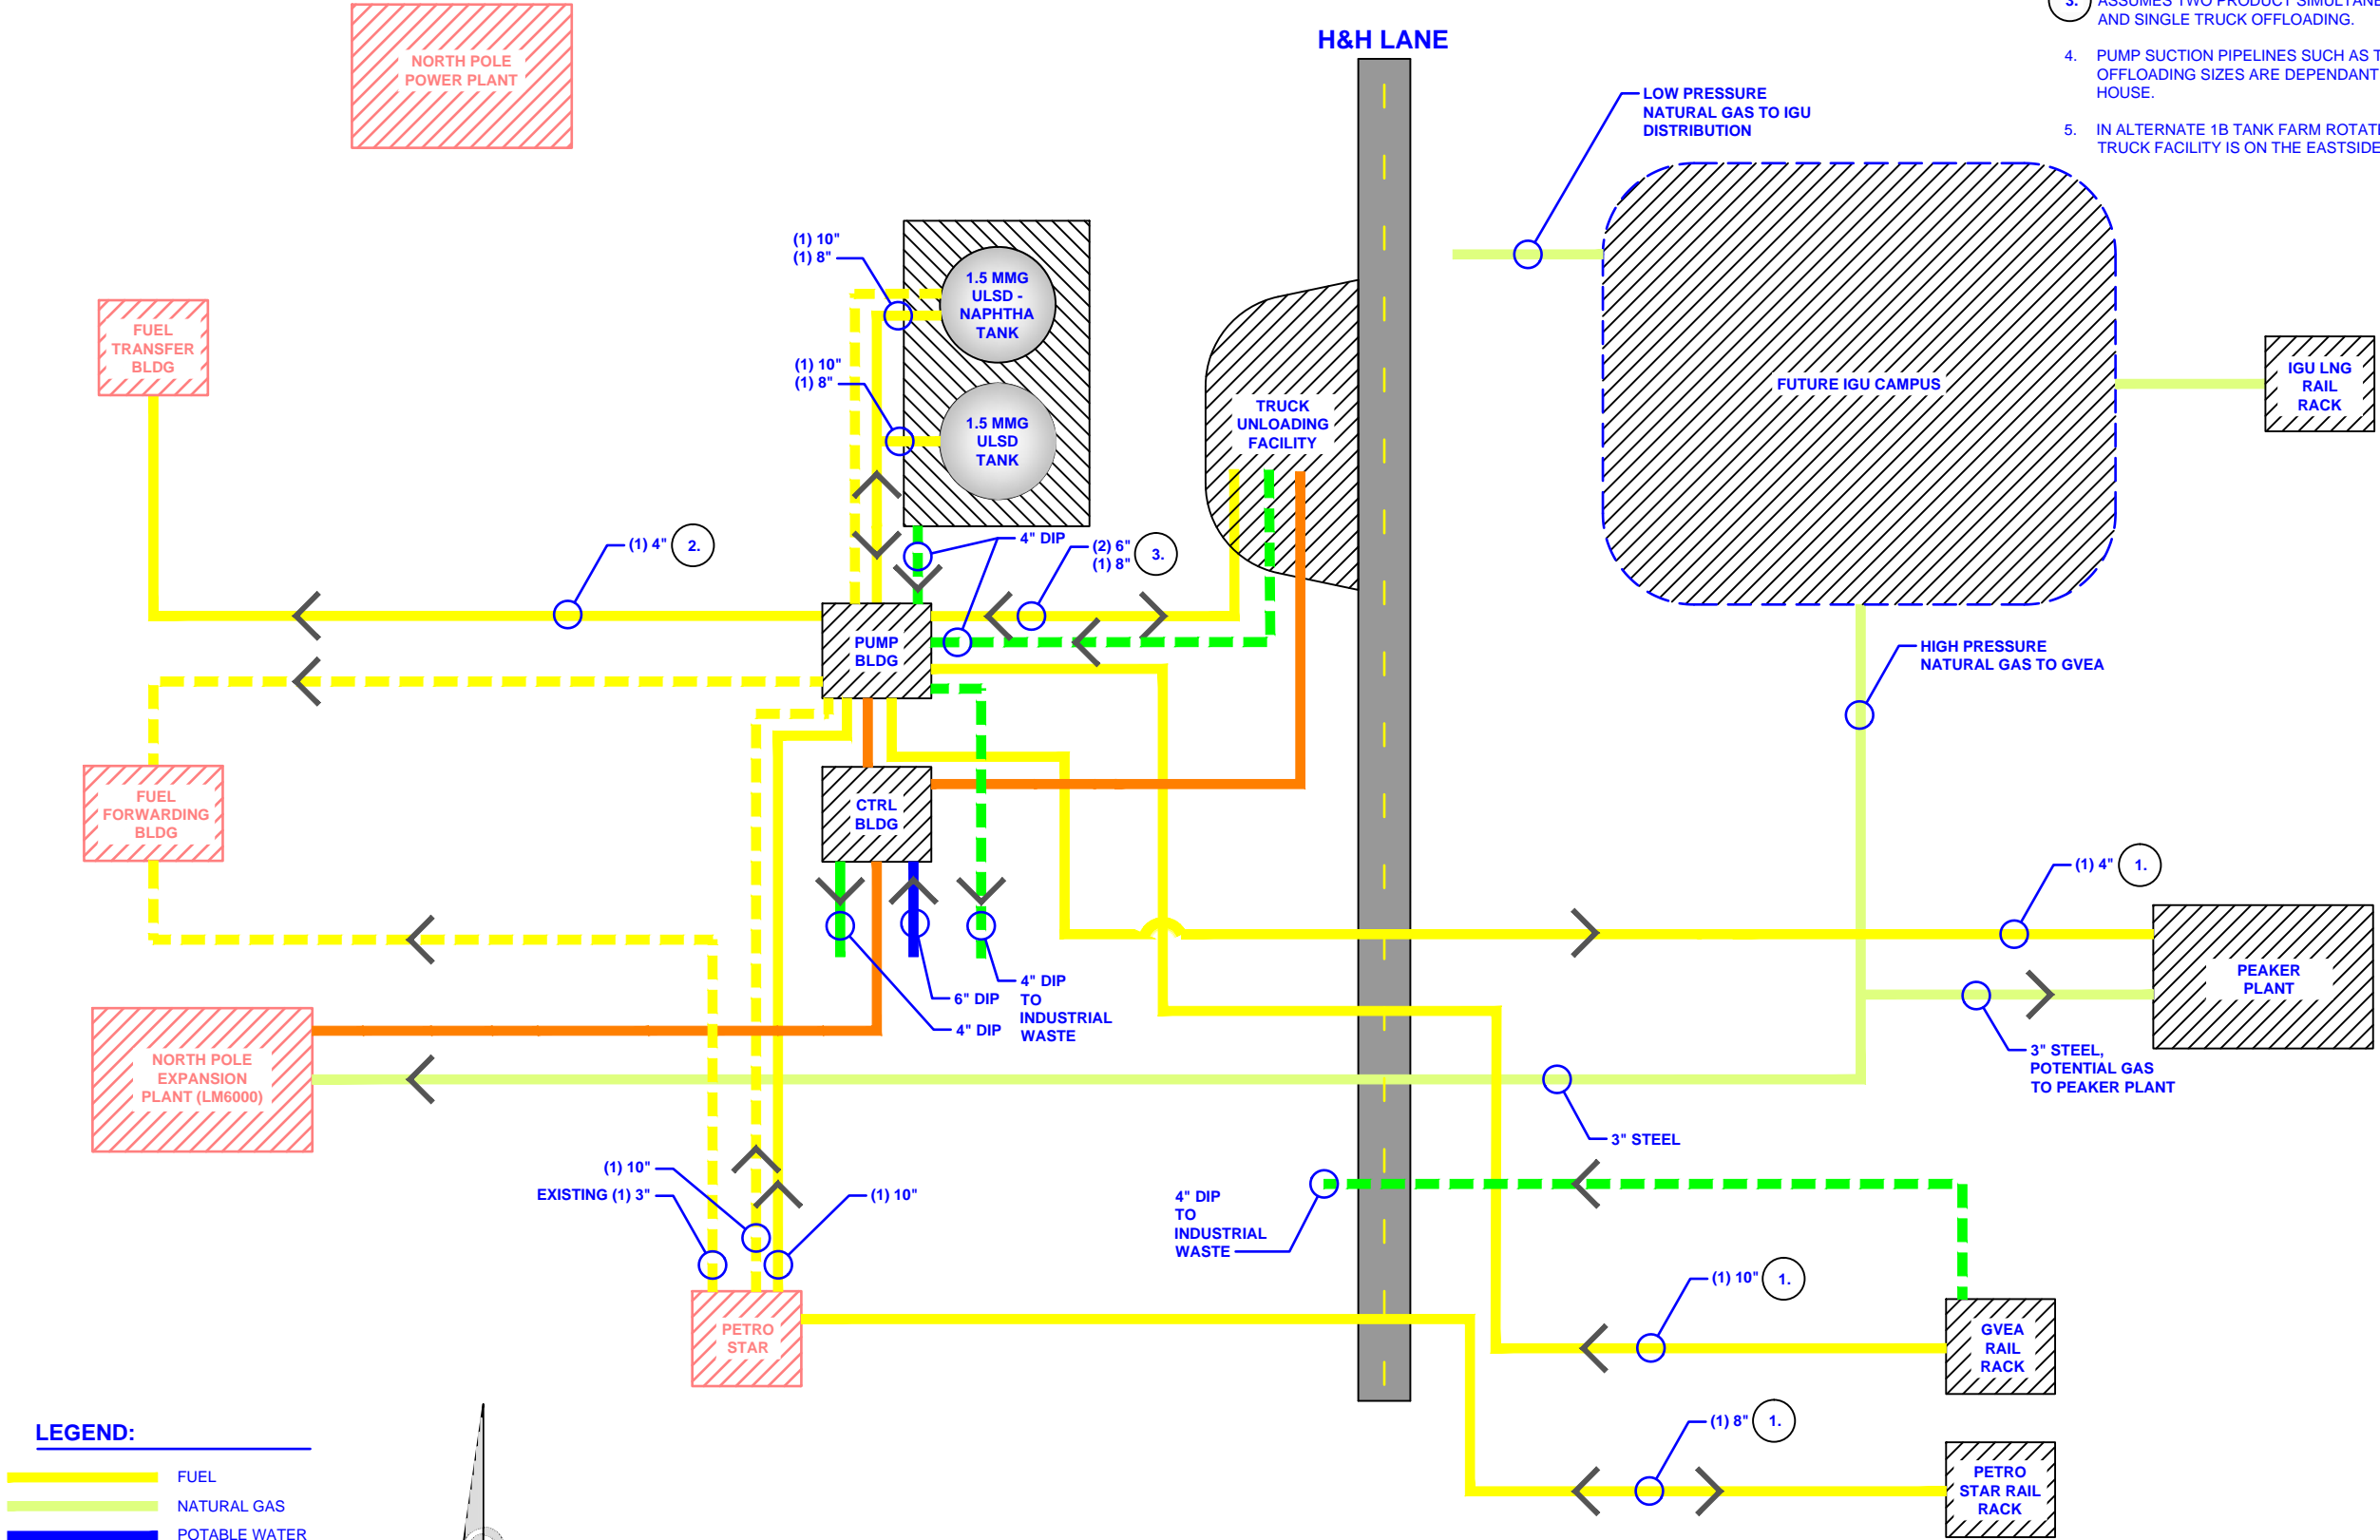 3. ASSUMES TWO PRODUCT
AND SINGLE TRUCK OFFLOADING.
4. PUMP SUCTION PIPELINES SUCH AS
OFFLOADING SIZES ARE DEPENDANT
HOUSE.
5. IN ALTERNATE 1B TANK FARM
TRUCK FACILITY IS ON THE EASTSIDE
NORTH POLE
POWER PLANT
H&H LANE
LOW PRESSURE
NATURAL GAS TO IGU
DISTRIBUTION
(1) 10"
(1) 8"
1.5 MMG
ULSD -
NAPHTHA
TANK
FUEL
TRANSFER
BLDG
(1) 10"
(1) 8"
1.5 MMG
ULSD
TANK
TRUCK
UNLOADING
FACILITY
FUTURE IGU CAMPUS
IGU LNG
RAIL
RACK
(1) 4" 2.
4" DIP
(2) 6"
(1) 8" 3.
PUMP
BLDG
HIGH PRESSURE
NATURAL GAS TO GVEA
FUEL
FORWARDING
BLDG
CTRL
BLDG
(1) 4" 1.
PEAKER
PLANT
6" DIP
4" DIP
4" DIP
TO
INDUSTRIAL
WASTE
NORTH POLE
EXPANSION
PLANT (LM6000)
3" STEEL,
POTENTIAL GAS
TO PEAKER PLANT
3" STEEL
(1) 10"
EXISTING (1) 3"
(1) 10"
4" DIP
TO
INDUSTRIAL
WASTE
(1) 10" 1.
PETRO
STAR
GVEA
RAIL
RACK
(1) 8" 1.
PETRO
STAR RAIL
RACK
LEGEND:
FUEL
NATURAL GAS
POTABLE WATER